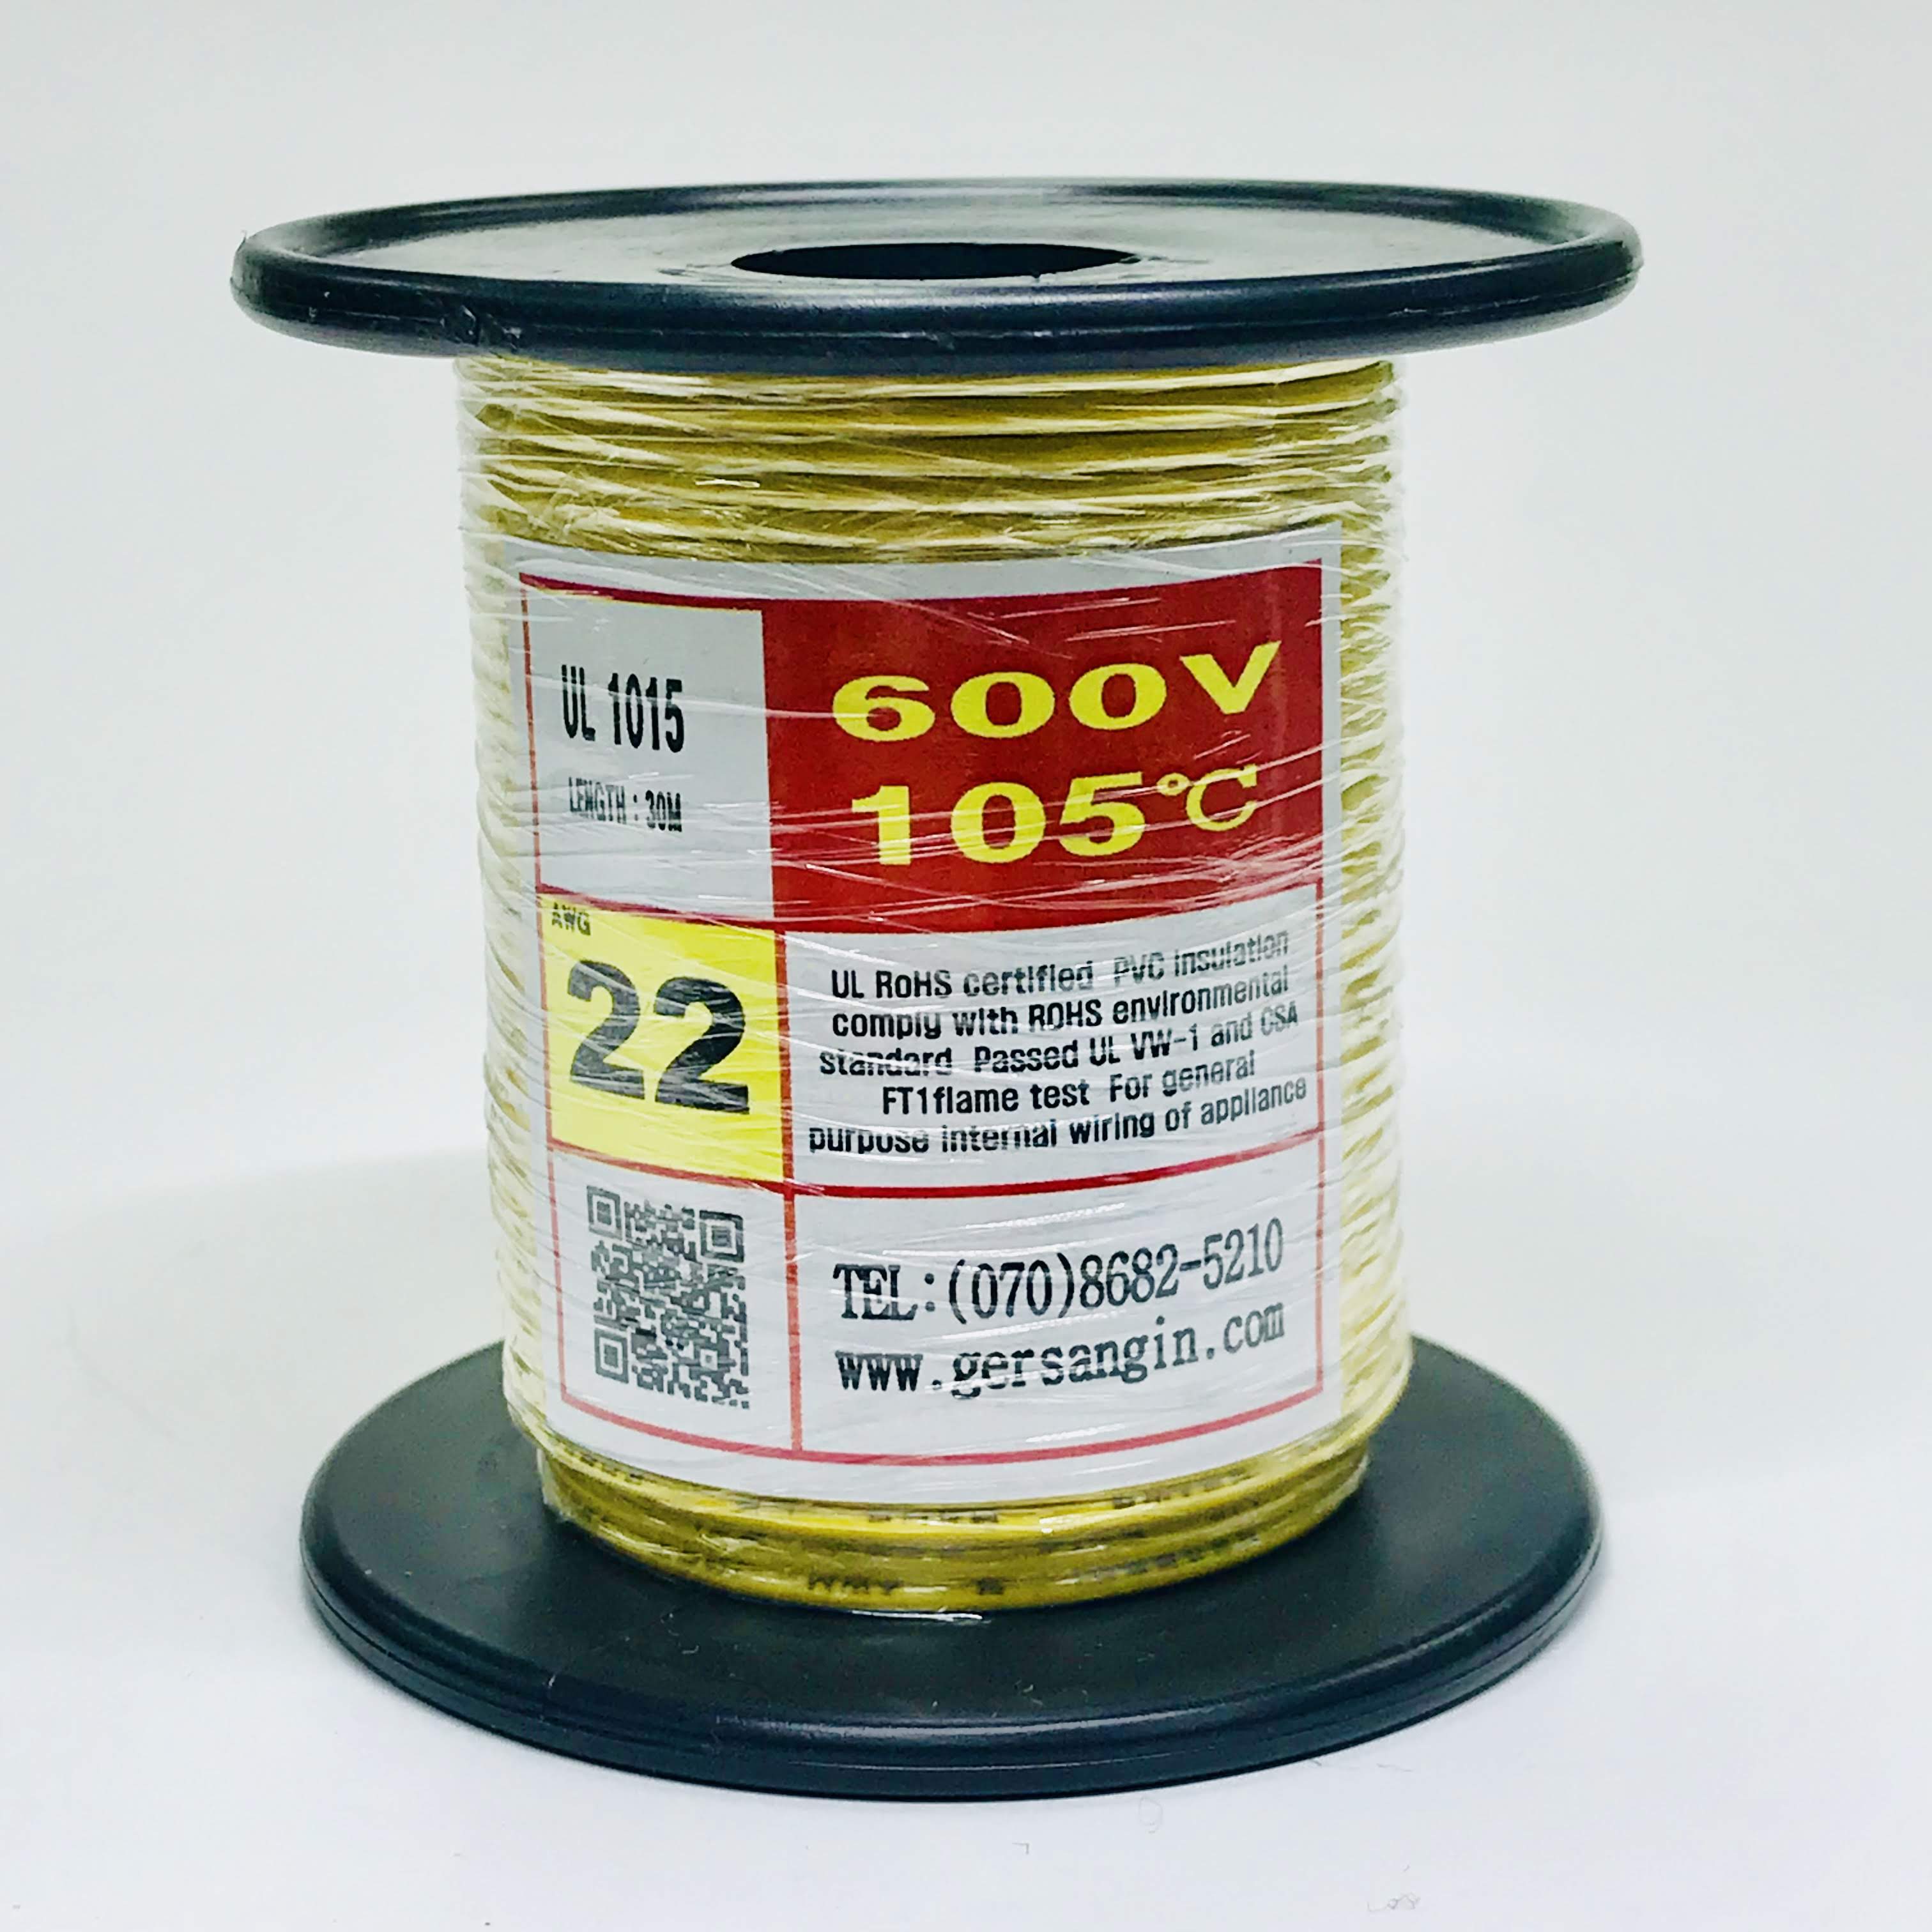 UL 1015
LENGTH : 30M
600V
105℃
AWG
22
UL RoHS certified PVC insulation
comply with ROHS environmental
standard Passed UL VW-1 and CSA
FT1flame test For general
purpose internal wiring of appliance
TEL:(070)8682-5210
www.gersangin.com